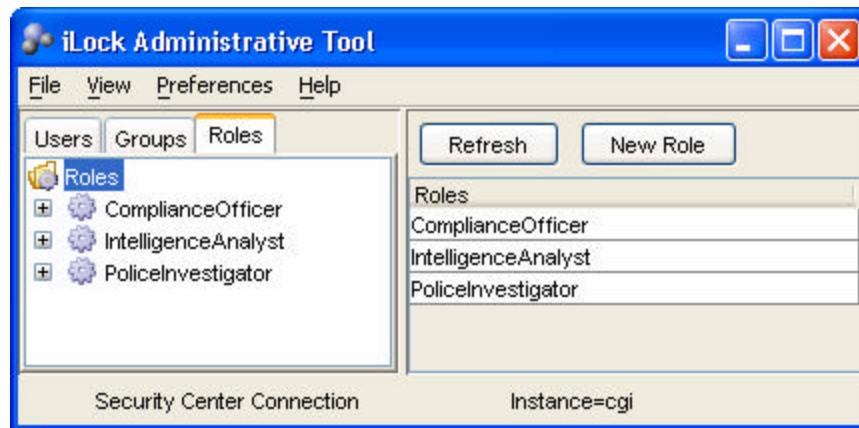 iLock Administrative Tool
File View Preferences Help
Users Groups Roles
Roles
ComplianceOfficer
IntelligenceAnalyst
PoliceInvestigator
Refresh New Role
Roles
ComplianceOfficer
IntelligenceAnalyst
PoliceInvestigator
Security Center Connection Instance=cgi